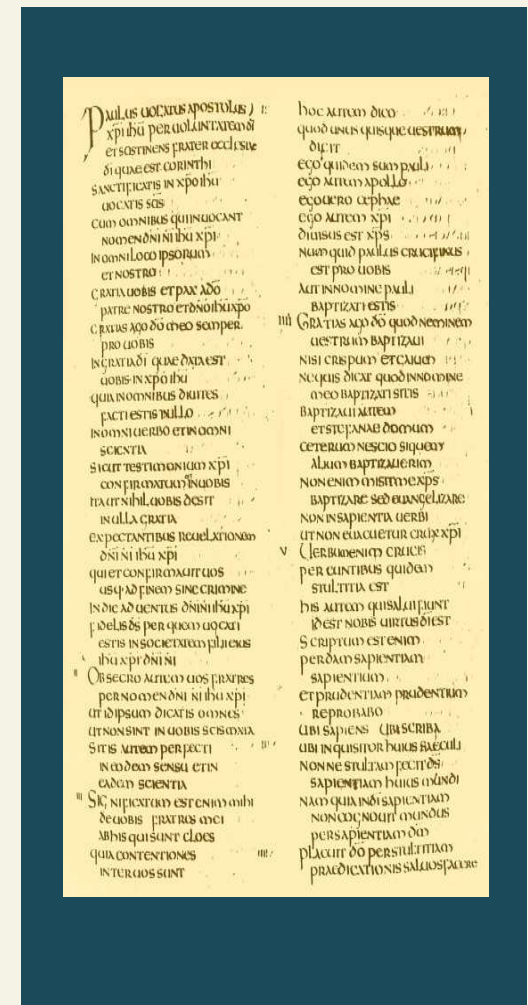 PAULUS UOCATUS APOSTOLUS
XPI IHU PER UOLUNTATEM DI
ET SOSTINENS FRATER ECCLESIAE
DI QUAE EST CORINTHI
SANCTIFICATIS IN XPO IHU
UOCATIS SCIS
CUM OMNIBUS QUI INUOCANT
NOMEN DNI NI IHU XPI
IN OMNI LOCO IPSORUM
ET NOSTRO
GRATIA UOBIS ET PAX A DO
PATRE NOSTRO ET DNO IHU XPO
GRATIAS AGO DO MEO SEMPER
PRO UOBIS
IN GRATIA DI QUAE DATA EST
UOBIS IN XPO IHU
QUIA IN OMNIBUS DIUITES
FACTI ESTIS IN ILLO
IN OMNI UERBO ET IN OMNI
SCIENTIA
SICUT TESTIMONIUM XPI
CONFIRMATUM IN UOBIS
ITA UT NIHIL UOBIS DESIT
IN ULLA GRATIA
EXPECTANTIBUS REUELATIONEM
DNI NI IHU XPI
QUI ET CONFIRMAUIT UOS
USQ AD FINEM SINE CRIMINE
IN DIE ADUENTUS DNI NI IHU XPI
FIDELIS DS PER QUEM UOCATI
ESTIS IN SOCIETATEM FILII EIUS
IHU XPI DNI NI
II OBSECRO AUTEM UOS FRATRES
PER NOMEN DNI NI IHU XPI
UT IDIPSUM DICATIS OMNES
UT NON SINT IN UOBIS SCISMATA
SITIS AUTEM PERFECTI
IN EODEM SENSU ET IN
EADEM SCIENTIA
III SIGNIFICATUM EST ENIM MIHI
DE UOBIS FRATRES MEI
AB HIS QUI SUNT CLOES
QUIA CONTENTIONES
INTER UOS SUNT
HOC AUTEM DICO
QUOD UNUS QUISQUE UESTRUM
DICIT
EGO QUIDEM SUM PAULI
EGO AUTEM APOLLO
EGO UERO CEPHAE
EGO AUTEM XPI
DIUISUS EST XPS
NUMQUID PAULUS CRUCIFIXUS
EST PRO UOBIS
AUT IN NOMINE PAULI
BAPTIZATI ESTIS
IIII GRATIAS AGO DO QUOD NEMINEM
UESTRUM BAPTIZAUI
NISI CRISPUM ET CAIUM
NE QUIS DICAT QUOD IN NOMINE
MEO BAPTIZATI SITIS
BAPTIZAUI AUTEM
ET STEFANAE DOMUM
CETERUM NESCIO SI QUEM
ALIUM BAPTIZAUERIM
NON ENIM MISIT ME XPS
BAPTIZARE SED EUANGELIZARE
NON IN SAPIENTIA UERBI
UT NON EUACUETUR CRUX XPI
V UERBUM ENIM CRUCIS
PEREUNTIBUS QUIDEM
STULTITIA EST
HIS AUTEM QUI SALUI FIUNT
ID EST NOBIS UIRTUS DI EST
SCRIPTUM EST ENIM
PERDAM SAPIENTIAM
SAPIENTIUM
ET PRUDENTIAM PRUDENTIUM
REPROBABO
UBI SAPIENS UBI SCRIBA
UBI INQUISITOR HUIUS SAECULI
NONNE STULTAM FECIT DS
SAPIENTIAM HUIUS MUNDI
NAM QUIA IN DI SAPIENTIAM
NON COGNOUIT MUNDUS
PER SAPIENTIAM DM
PLACUIT DO PER STULTITIAM
PRAEDICATIONIS SALUOS FACERE